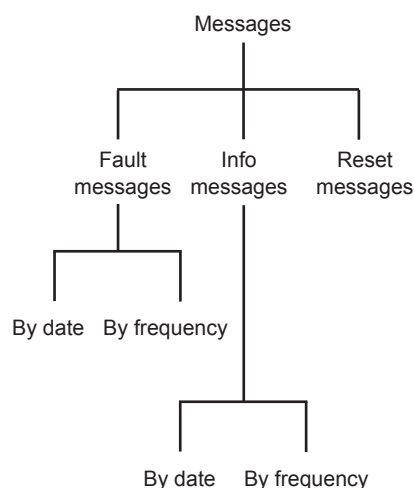 Messages
Fault
messages
Info
messages
Reset
messages
By date
By frequency
By date
By frequency